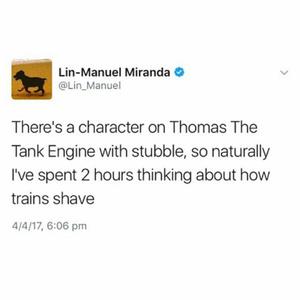 Lin-Manuel Miranda
@Lin_Manuel
There's a character on Thomas The
Tank Engine with stubble, so naturally
I've spent 2 hours thinking about how
trains shave
4/4/17, 6:06 pm